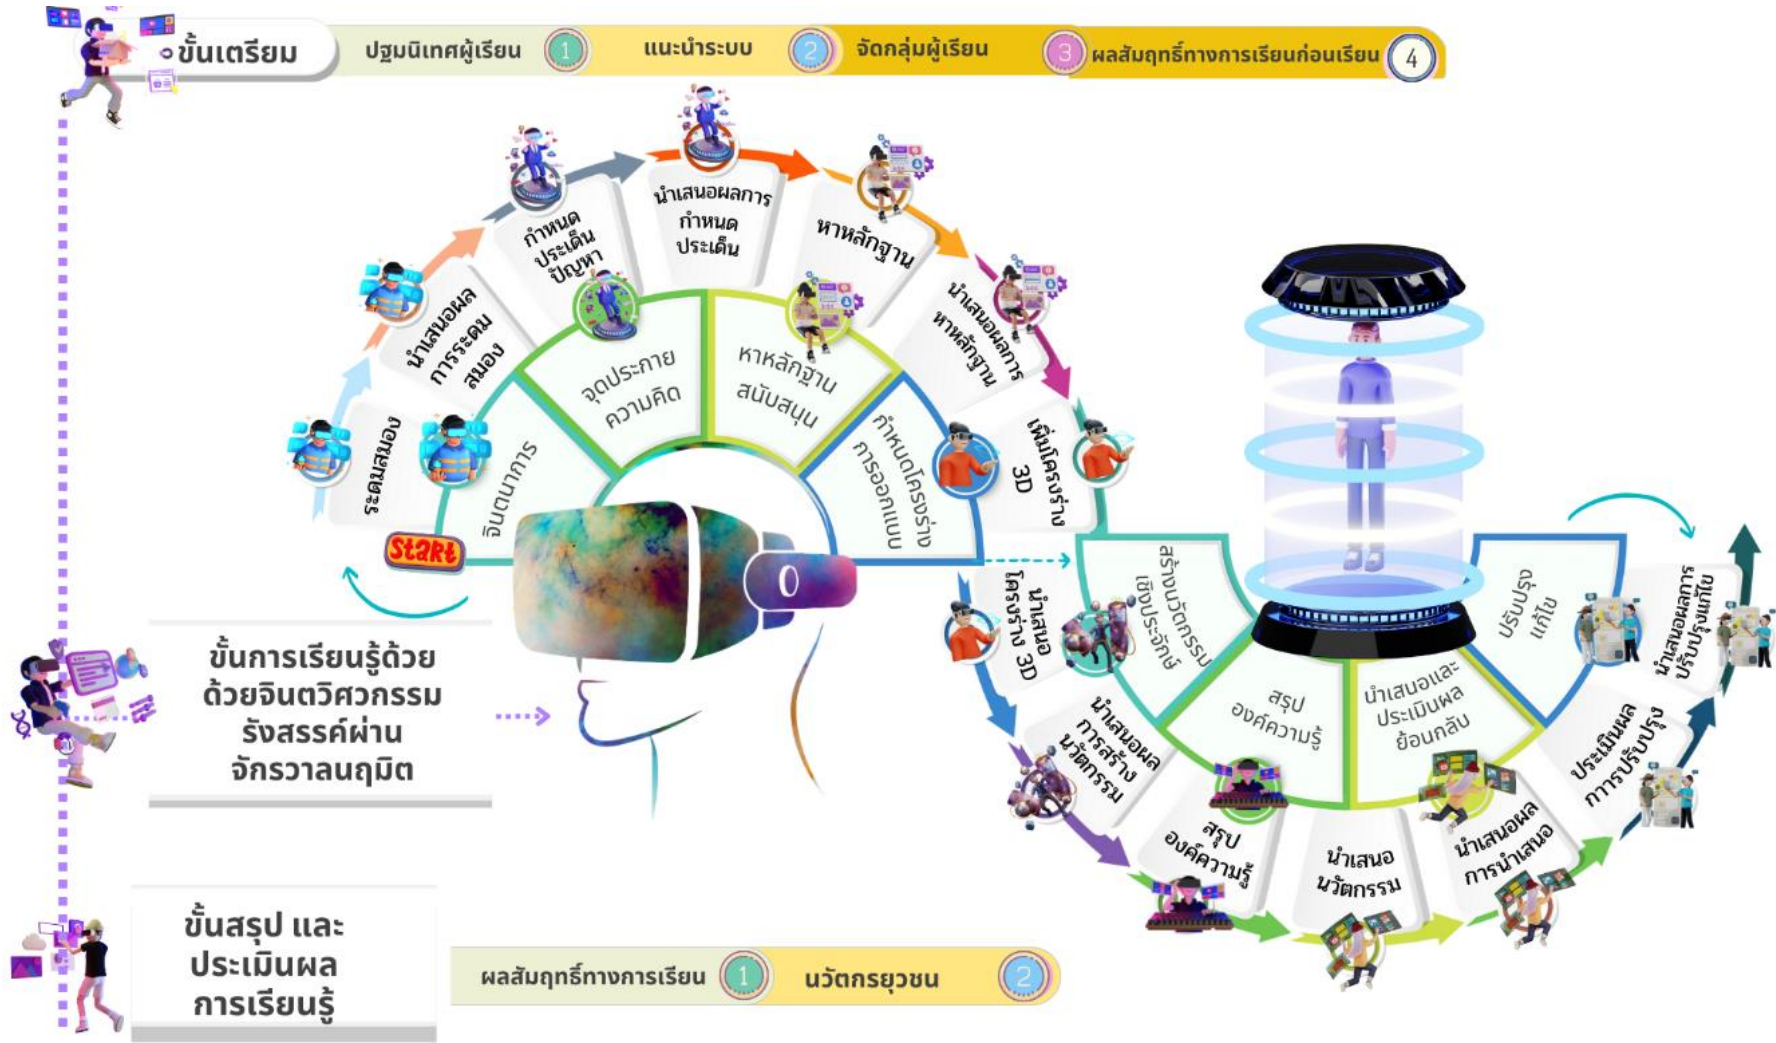 ขั้นเตรียม
ปฐมนิเทศผู้เรียน
1
แนะนำระบบ
2
จัดกลุ่มผู้เรียน
3
ผลสัมฤทธิ์ทางการเรียนก่อนเรียน
4
ขั้นการเรียนรู้ด้วย
ด้วยจินตวิศวกรรม
รังสรรค์ผ่าน
จักรวาลนฤมิต
START
จินตนาการ
ระดมสมอง
นำเสนอผล
การระดม
สมอง
จุดประกาย
ความคิด
กำหนด
ประเด็น
ปัญหา
นำเสนอผลการ
กำหนด
ประเด็น
หาหลักฐาน
สนับสนุน
หาหลักฐาน
นำเสนอผลการ
หาหลักฐาน
กำหนดโครงร่าง
การออกแบบ
เพิ่มโครงร่าง
3D
นำเสนอ
โครงร่าง 3D
สร้างนวัตกรรม
เชิงประจักษ์
นำเสนอผล
การสร้าง
นวัตกรรม
สรุป
องค์ความรู้
สรุป
องค์ความรู้
นำเสนอและ
ประเมินผล
ย้อนกลับ
นำเสนอ
นวัตกรรม
นำเสนอผล
การนำเสนอ
ปรับปรุง
แก้ไข
ประเมินผล
กาารปรับปรุง
นำเสนอผลการ
ปรับปรุงแก้ไข
ขั้นสรุป และ
ประเมินผล
การเรียนรู้
ผลสัมฤทธิ์ทางการเรียน
1
นวัตกรยุวชน
2